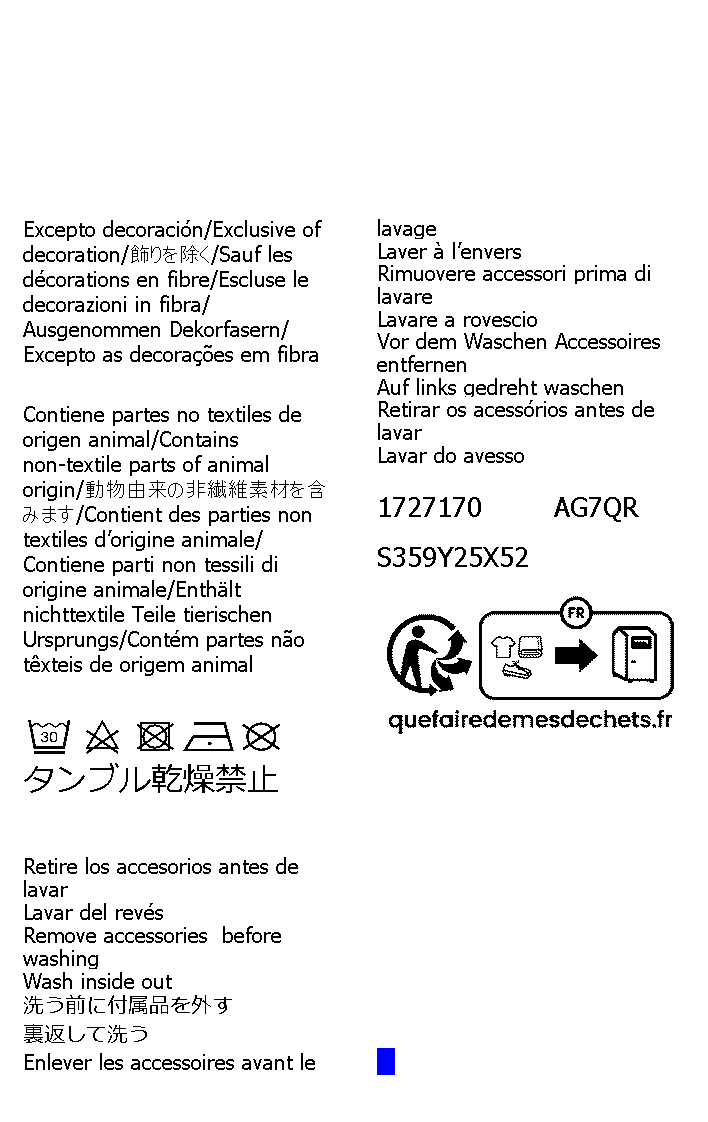 Excepto decoración/Exclusive of
decoration/飾りを除く/Sauf les
décorations en fibre/Escluse le
decorazioni in fibra/
Ausgenommen Dekorfasern/
Excepto as decorações em fibra
Contiene partes no textiles de
origen animal/Contains
non-textile parts of animal
origin/動物由来の非繊維素材を含
みます/Contient des parties non
textiles d’origine animale/
Contiene parti non tessili di
origine animale/Enthält
nichttextile Teile tierischen
Ursprungs/Contém partes não
têxteis de origem animal
30
タンブル乾燥禁止
Retire los accesorios antes de
lavar
Lavar del revés
Remove accessories before
washing
Wash inside out
洗う前に付属品を外す
裏返して洗う
Enlever les accessoires avant le
lavage
Laver à l’envers
Rimuovere accessori prima di
lavare
Lavare a rovescio
Vor dem Waschen Accessoires
entfernen
Auf links gedreht waschen
Retirar os acessórios antes de
lavar
Lavar do avesso
1727170 AG7QR
S359Y25X52
FR
quefairedemesdechets.fr